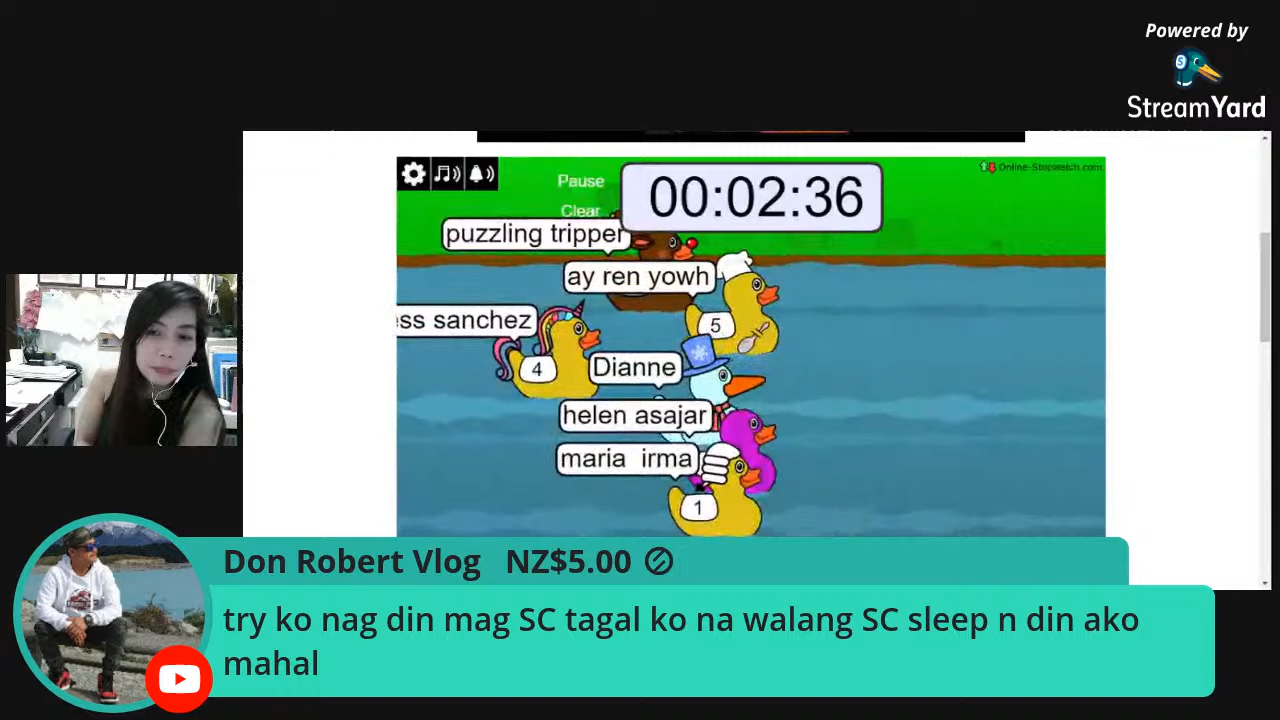 Powered by
StreamYard
Pause
00:02:36
Online-Stopwatch.com
Clear
puzzling tripper
ay ren yowh
ess sanchez
5
4
Dianne
helen asajar
maria irma
1
Don Robert Vlog NZ$5.00
try ko nag din mag SC tagal ko na walang SC sleep n din ako
mahal